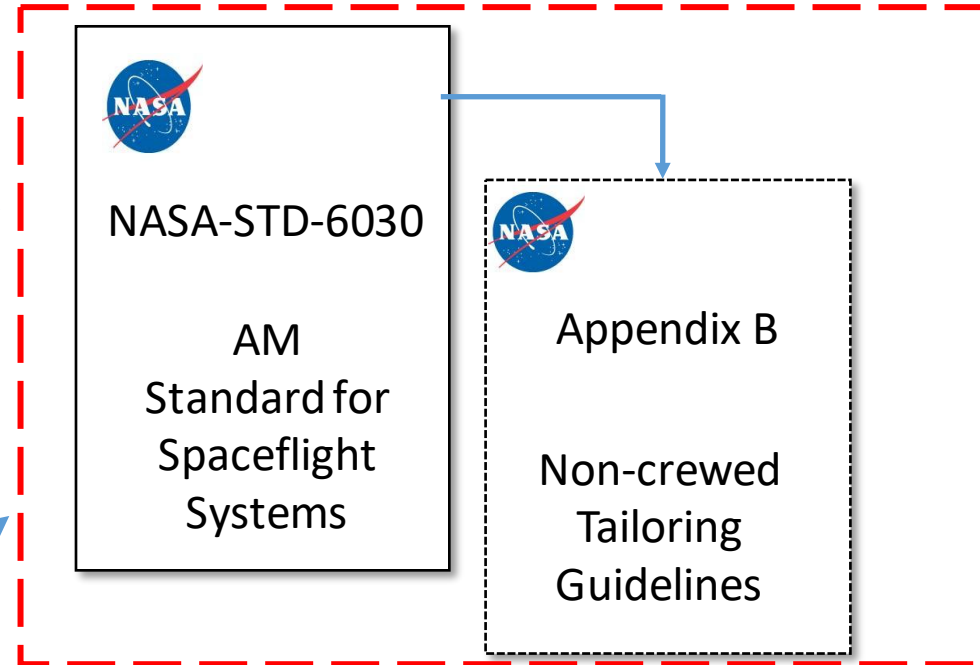 NASA
NASA-STD-6030
AM
Standard for
Spaceflight
Systems
NASA
Appendix B
Non-crewed
Tailoring
Guidelines